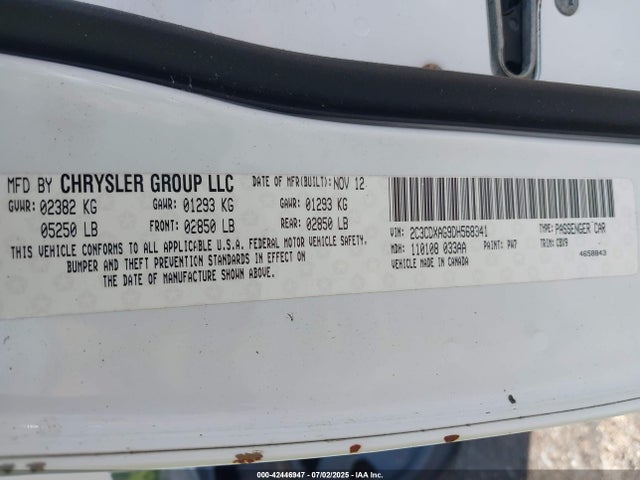 MFD BY CHRYSLER GROUP LLC DATE OF MFR(BUILT): NOV 12
GVWR: 02382 KG GAWR: 01293 KG GAWR: 01293 KG
05250 LB FRONT: 02850 LB REAR: 02850 LB
THIS VEHICLE CONFORMS TO ALL APPLICABLE U.S.A. FEDERAL MOTOR VEHICLE SAFETY,
BUMPER AND THEFT PREVENTION STANDARDS IN EFFECT ON
THE DATE OF MANUFACTURE SHOWN ABOVE.
VIN: 2C3CDXAG9DH568341 TYPE: PASSENGER CAR
MDH: 110108 033AA PAINT: PW7 TRIM: CBX9
VEHICLE MADE IN CANADA 4658843
000-42446947 - 07/02/2025 - IAAI.COM